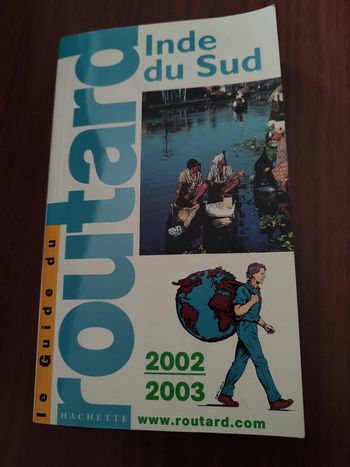 Inde
du Sud
le Guide du
routard
2002
2003
HACHETTE
www.routard.com